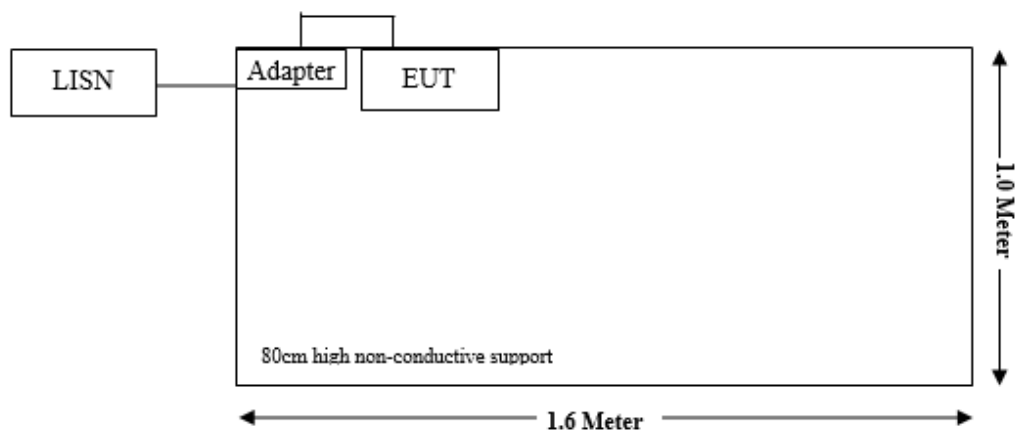 LISN
Adapter
EUT
1.0 Meter
80cm high non-conductive support
1.6 Meter